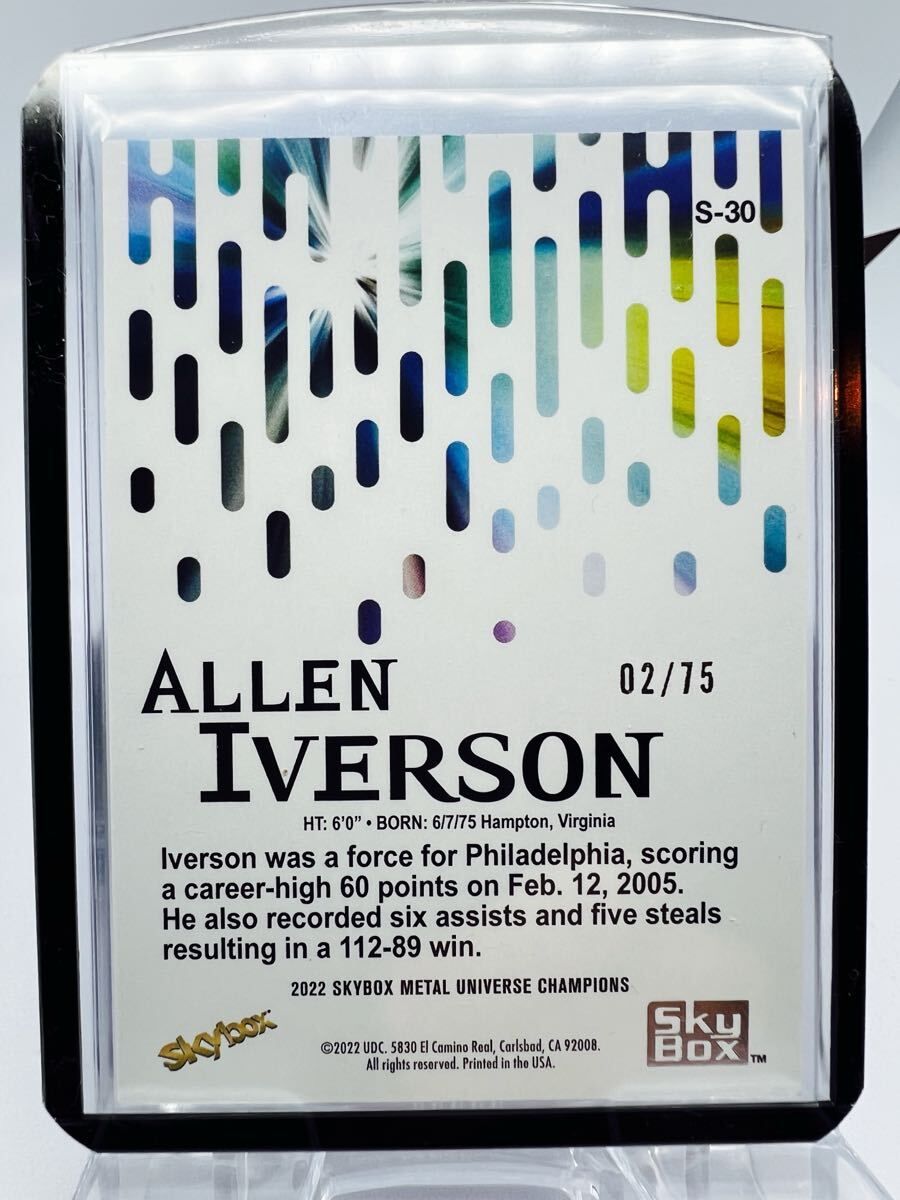 S-30
ALLEN
02/75
IVERSON
HT: 6'0" • BORN: 6/7/75 Hampton, Virginia
Iverson was a force for Philadelphia, scoring
a career-high 60 points on Feb. 12, 2005.
He also recorded six assists and five steals
resulting in a 112-89 win.
2022 SKYBOX METAL UNIVERSE CHAMPIONS
skybox
©2022 UDC. 5830 El Camino Real, Carlsbad, CA 92008.
All rights reserved. Printed in the USA.
Sky
Box™